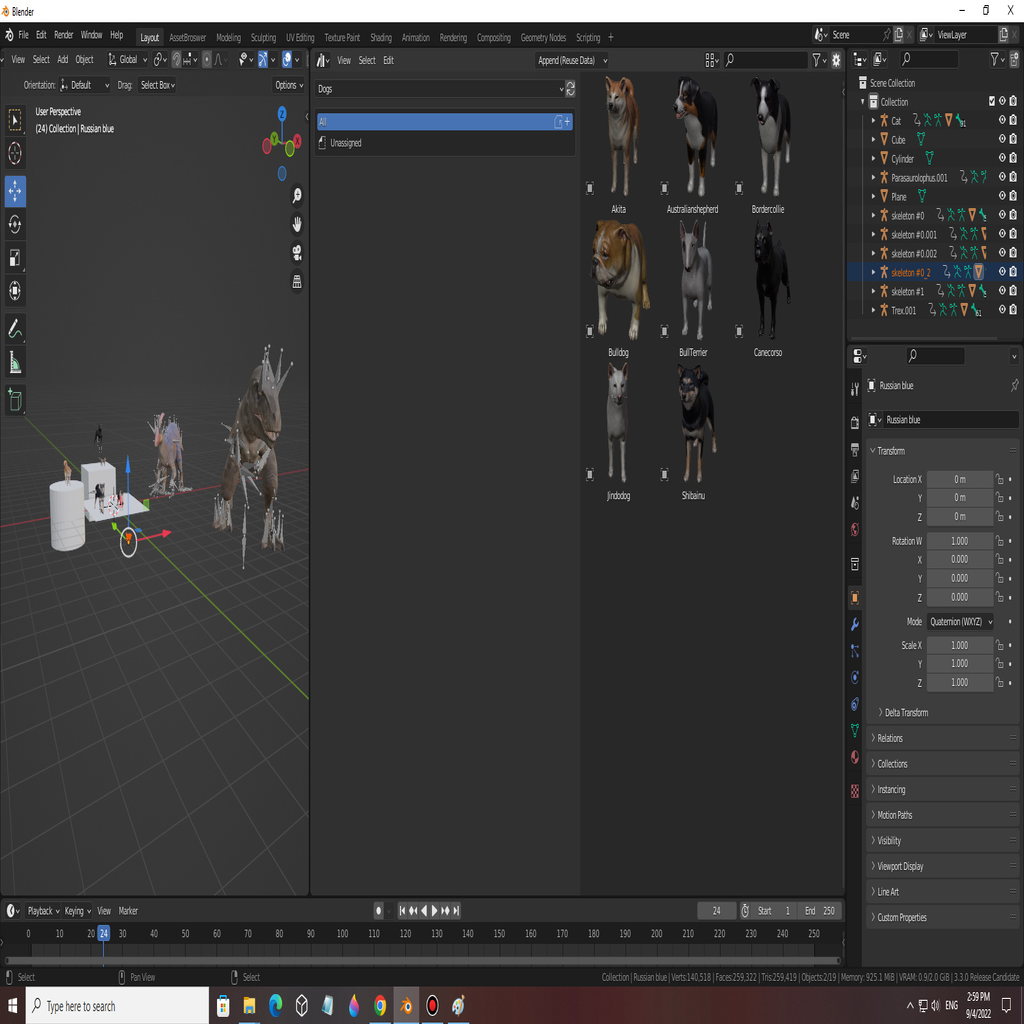 Blender
File Edit Render Window Help
Layout AssetBrowser Modeling Sculpting UV Editing Texture Paint Shading Animation Rendering Compositing Geometry Nodes Scripting +
Scene
ViewLayer
View Select Add Object
Global
Orientation: Default Drag: Select Box
Options
User Perspective
(24) Collection | Russian blue
Z
Y
X
View Select Edit
Append (Reuse Data)
Dogs
All
Unassigned
Akita Australianshepherd Bordercollie
Bulldog BullTerrier Canecorso
Jindodog Shibainu
Scene Collection
Collection
Cat
91
Cube
Cylinder
Parasaurolophus.001
Plane
skeleton #0
skeleton #0.001
skeleton #0.002
skeleton #0_2
skeleton #1
Trex.001
61
Russian blue
Russian blue
Transform
Location X 0 m
Y 0 m
Z 0 m
Rotation W 1.000
X 0.000
Y 0.000
Z 0.000
Mode Quaternion (WXYZ)
Scale X 1.000
Y 1.000
Z 1.000
Delta Transform
Relations
Collections
Instancing
Motion Paths
Visibility
Viewport Display
Line Art
Custom Properties
Playback Keying View Marker
24 Start 1 End 250
0 10 20 24 30 40 50 60 70 80 90 100 110 120 130 140 150 160 170 180 190 200 210 220 230 240 250
Select Pan View Select
Collection | Russian blue | Verts:140,518 | Faces:259,322 | Tris:259,419 | Objects:2/19 | Memory: 925.1 MiB | VRAM: 0.9/2.0 GiB | 3.3.0 Release Candidate
Type here to search
ENG
2:59 PM
9/4/2022